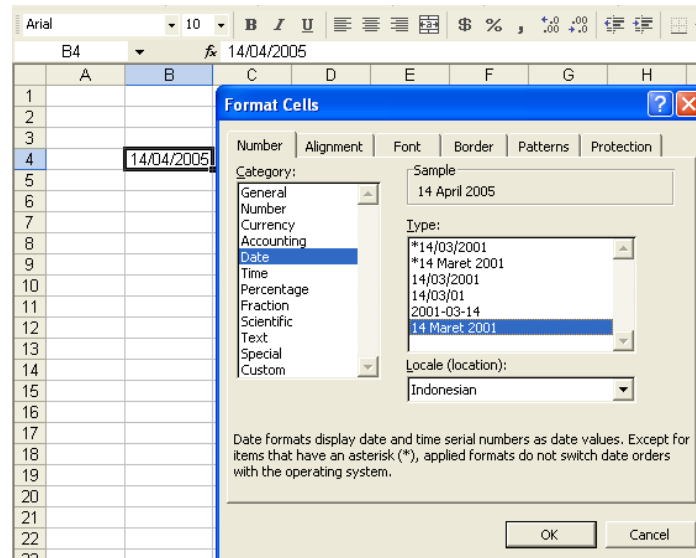 Arial 10 B I U $ % , .00 .00
B4 fx 14/04/2005
A B C D E F G H
1
2
3
4 14/04/2005
5
6
7
8
9
10
11
12
13
14
15
16
17
18
19
20
21
22
Format Cells
Number Alignment Font Border Patterns Protection
Category:
General
Number
Currency
Accounting
Date
Time
Percentage
Fraction
Scientific
Text
Special
Custom
Sample
14 April 2005
Type:
*14/03/2001
*14 Maret 2001
14/03/2001
14/03/01
2001-03-14
14 Maret 2001
Locale (location):
Indonesian
Date formats display date and time serial numbers as date values. Except for
items that have an asterisk (*), applied formats do not switch date orders
with the operating system.
OK Cancel